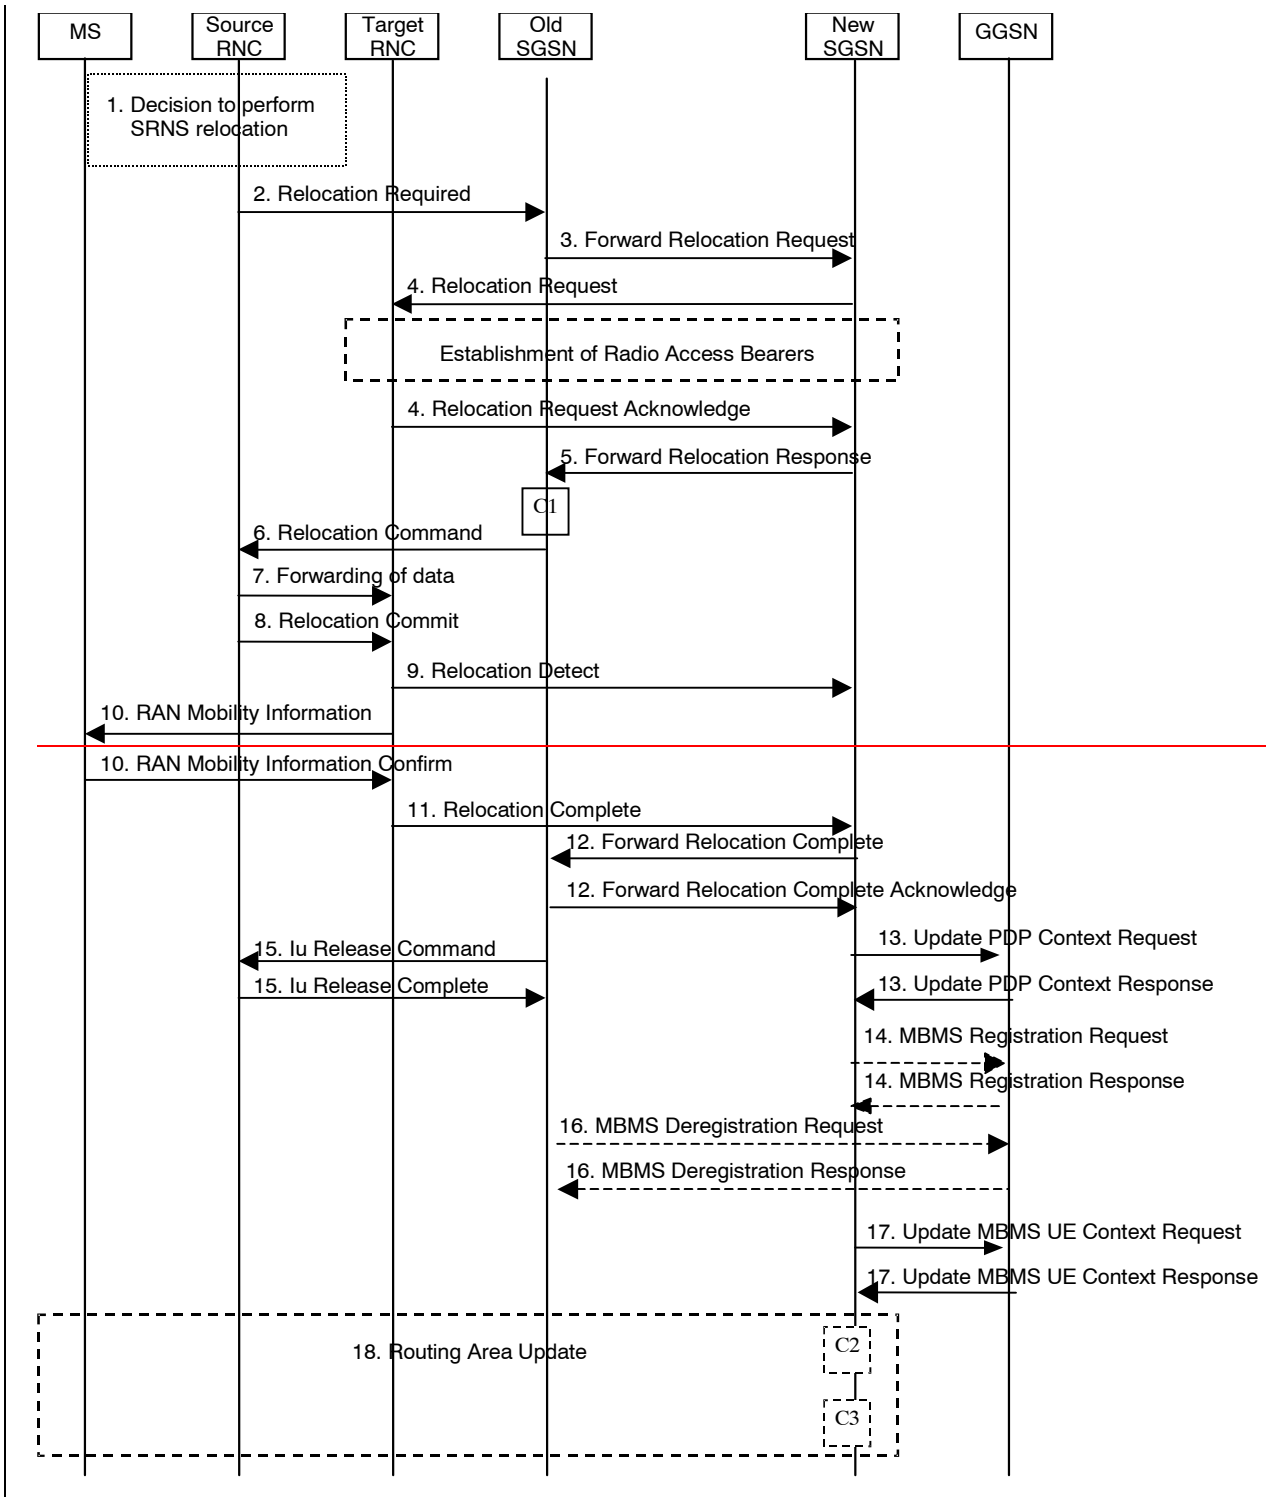 MS
Source
RNC
Target
RNC
Old
SGSN
New
SGSN
GGSN
1. Decision to perform
SRNS relocation
2. Relocation Required
3. Forward Relocation Request
4. Relocation Request
Establishment of Radio Access Bearers
4. Relocation Request Acknowledge
5. Forward Relocation Response
C1
6. Relocation Command
7. Forwarding of data
8. Relocation Commit
9. Relocation Detect
10. RAN Mobility Information
10. RAN Mobility Information Confirm
11. Relocation Complete
12. Forward Relocation Complete
12. Forward Relocation Complete Acknowledge
13. Update PDP Context Request
15. Iu Release Command
13. Update PDP Context Response
15. Iu Release Complete
14. MBMS Registration Request
14. MBMS Registration Response
16. MBMS Deregistration Request
16. MBMS Deregistration Response
17. Update MBMS UE Context Request
17. Update MBMS UE Context Response
18. Routing Area Update
C2
C3